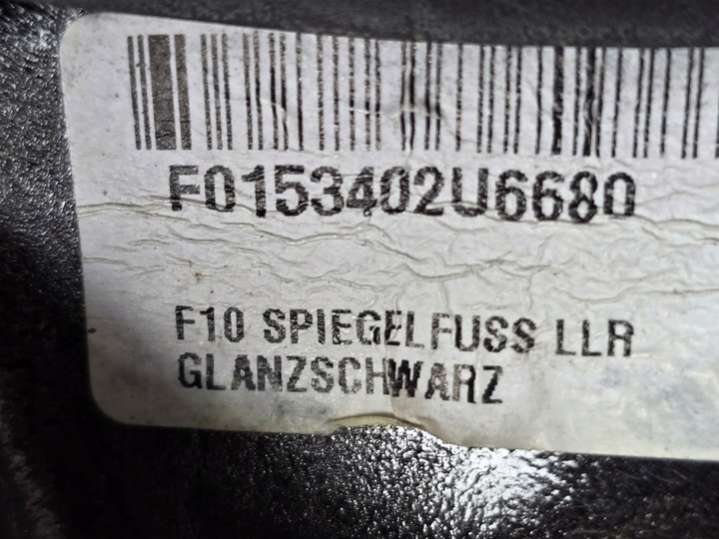 F0153402U6680
F10 SPIEGELFUSS LLR
GLANZSCHWARZ